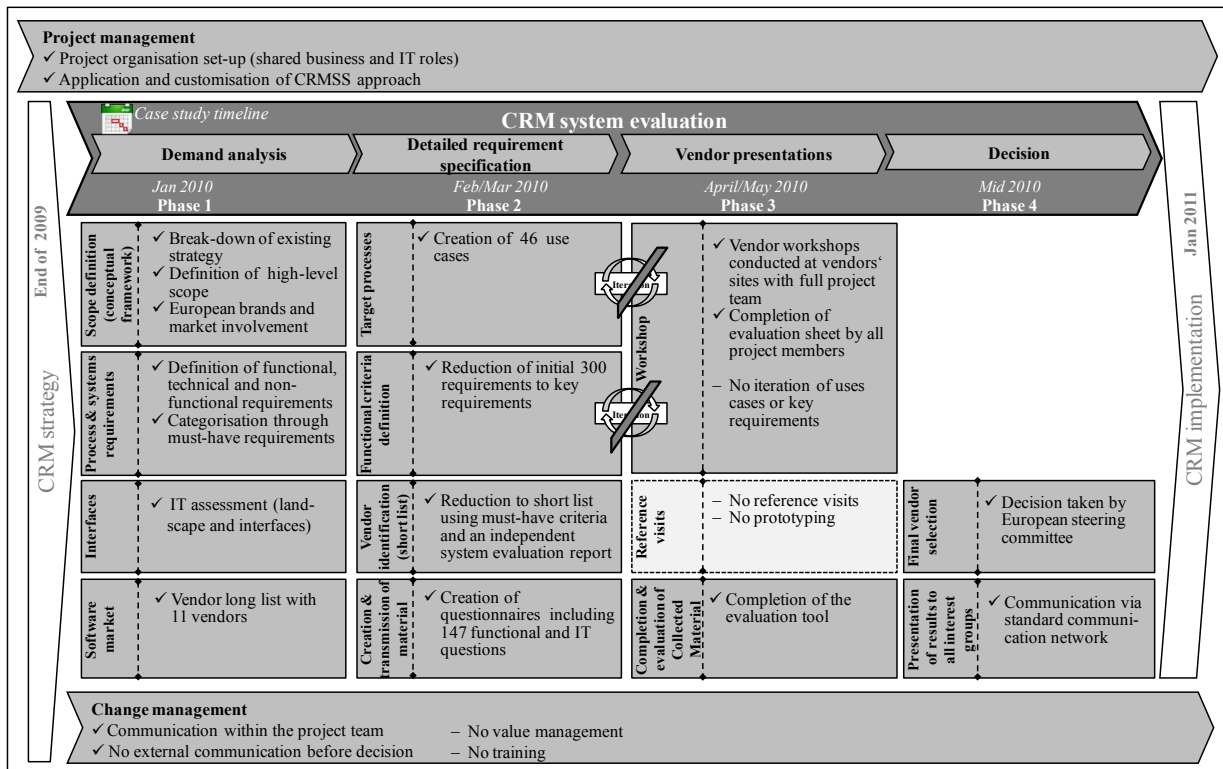 Project management
✓ Project organisation set-up (shared business and IT roles)
✓ Application and customisation of CRMSS approach
End of 2009
CRM strategy
Case study timeline
CRM system evaluation
Demand analysis
Jan 2010
Phase 1
Detailed requirement
specification
Feb/Mar 2010
Phase 2
Vendor presentations
April/May 2010
Phase 3
Decision
Mid 2010
Phase 4
Scope definition
(conceptual
framework)
✓ Break-down of existing
strategy
✓ Definition of high-level
scope
✓ European brands and
market involvement
Target processes
✓ Creation of 46 use
cases
Iteration
Workshop
✓ Vendor workshops
conducted at vendors‘
sites with full project
team
✓ Completion of
evaluation sheet by all
project members
– No iteration of uses
cases or key
requirements
Process & systems
requirements
✓ Definition of functional,
technical and non-
functional requirements
✓ Categorisation through
must-have requirements
Functional criteria
definition
✓ Reduction of initial 300
requirements to key
requirements
Iteration
Interfaces
✓ IT assessment (land-
scape and interfaces)
Vendor
identification
(short list)
✓ Reduction to short list
using must-have criteria
and an independent
system evaluation report
Reference
visits
– No reference visits
– No prototyping
Final vendor
selection
✓ Decision taken by
European steering
committee
Software
market
✓ Vendor long list with
11 vendors
Creation &
transmission of
material
✓ Creation of
questionnaires including
147 functional and IT
questions
Completion &
evaluation of
Collected
Material
✓ Completion of the
evaluation tool
Presentation
of results to
all interest
groups
✓ Communication via
standard communi-
cation network
Jan 2011
CRM implementation
Change management
✓ Communication within the project team
– No value management
✓ No external communication before decision
– No training